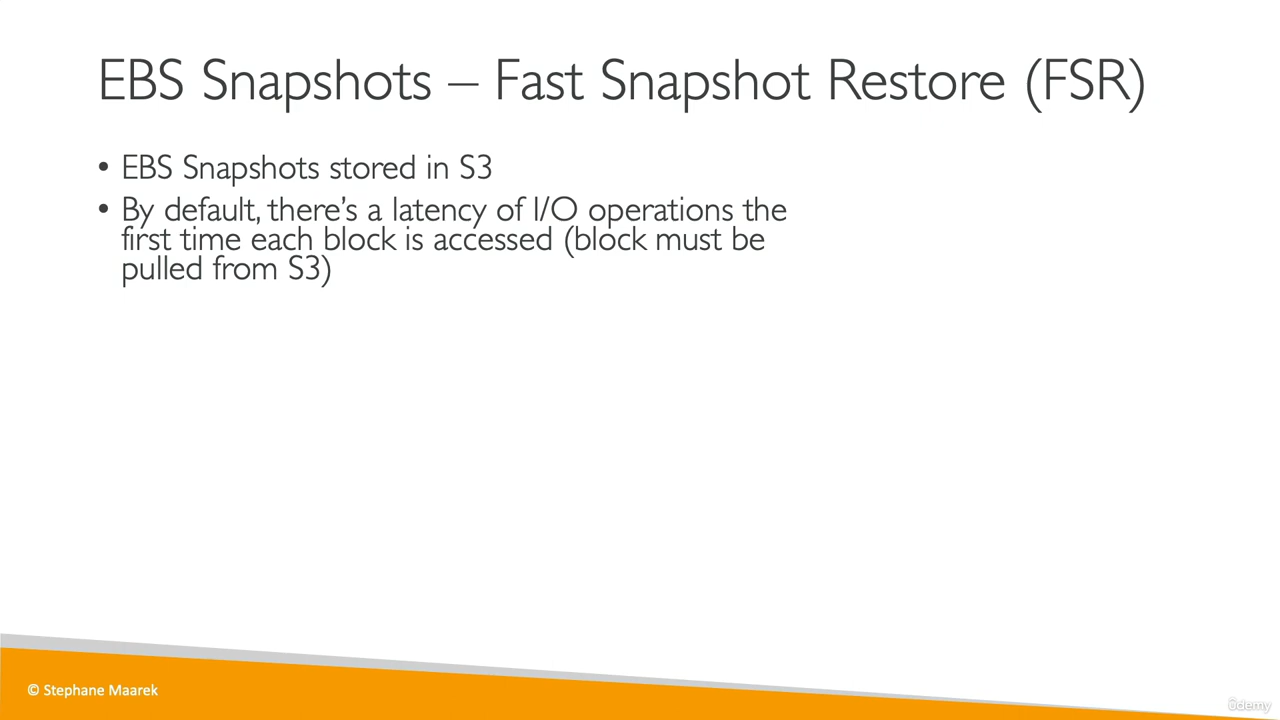 EBS Snapshots – Fast Snapshot Restore (FSR)
• EBS Snapshots stored in S3
• By default, there’s a latency of I/O operations the
first time each block is accessed (block must be
pulled from S3)
© Stephane Maarek
ûdemy